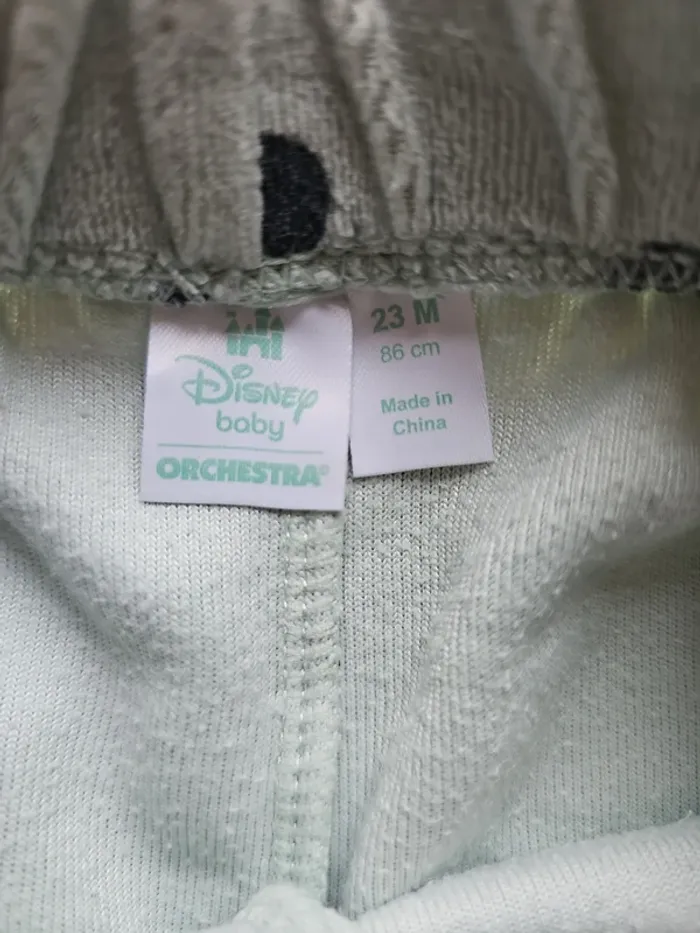 Disney
baby
ORCHESTRA®
23 M
86 cm
Made in
China